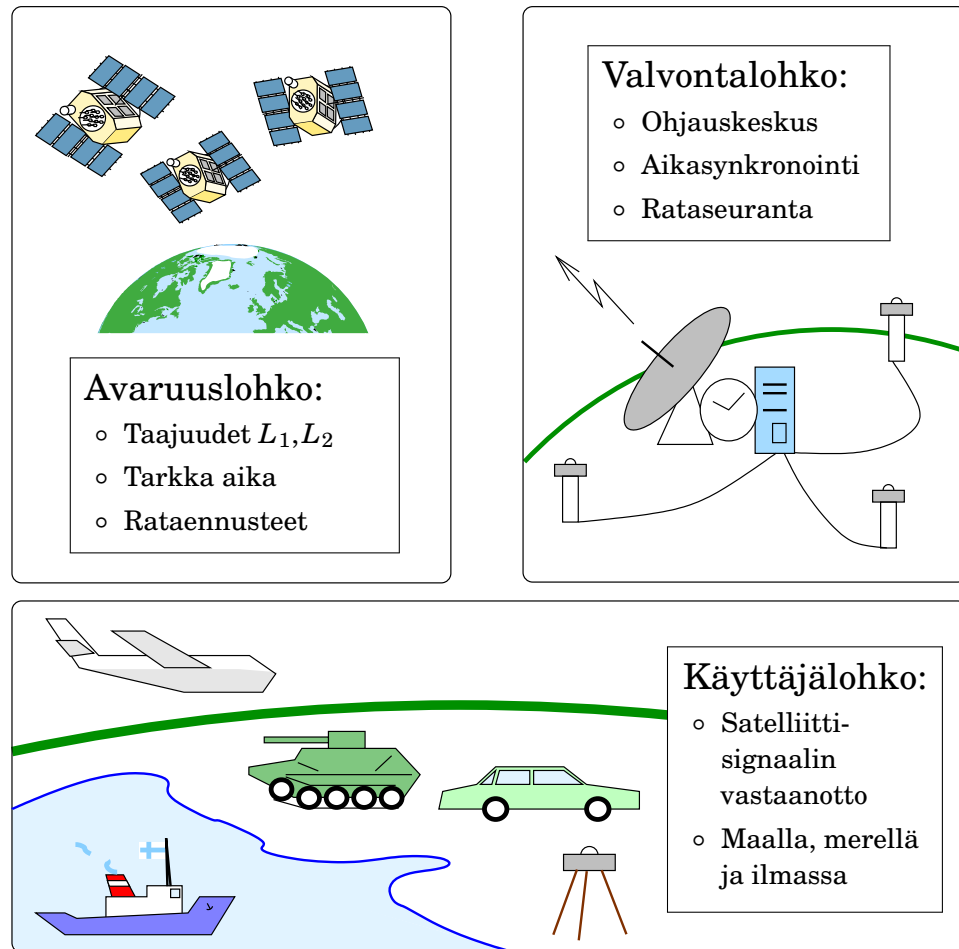 Avaruuslohko:
Taajuudet L₁,L₂
Tarkka aika
Rataennusteet
Valvontalohko:
Ohjauskeskus
Aikasynkronointi
Rataseuranta
Käyttäjälohko:
Satelliitti-
signaalin
vastaanotto
Maalla, merellä
ja ilmassa